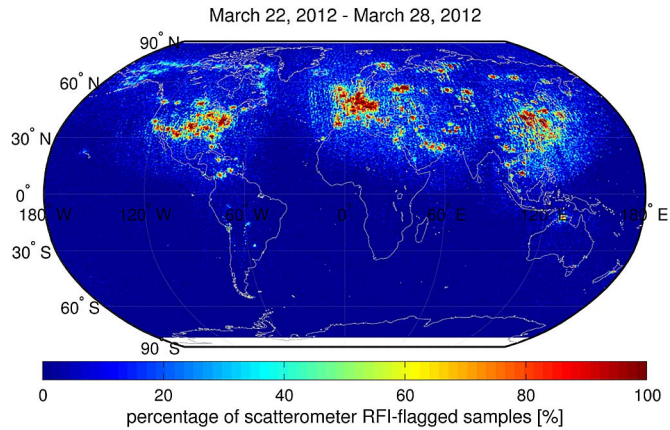 March 22, 2012 - March 28, 2012
90° N
60° N
30° N
0°
180° W 120° W 60° W 0° 60° E 120° E 180° E
30° S
60° S
90° S
0 20 40 60 80 100
percentage of scatterometer RFI-flagged samples [%]